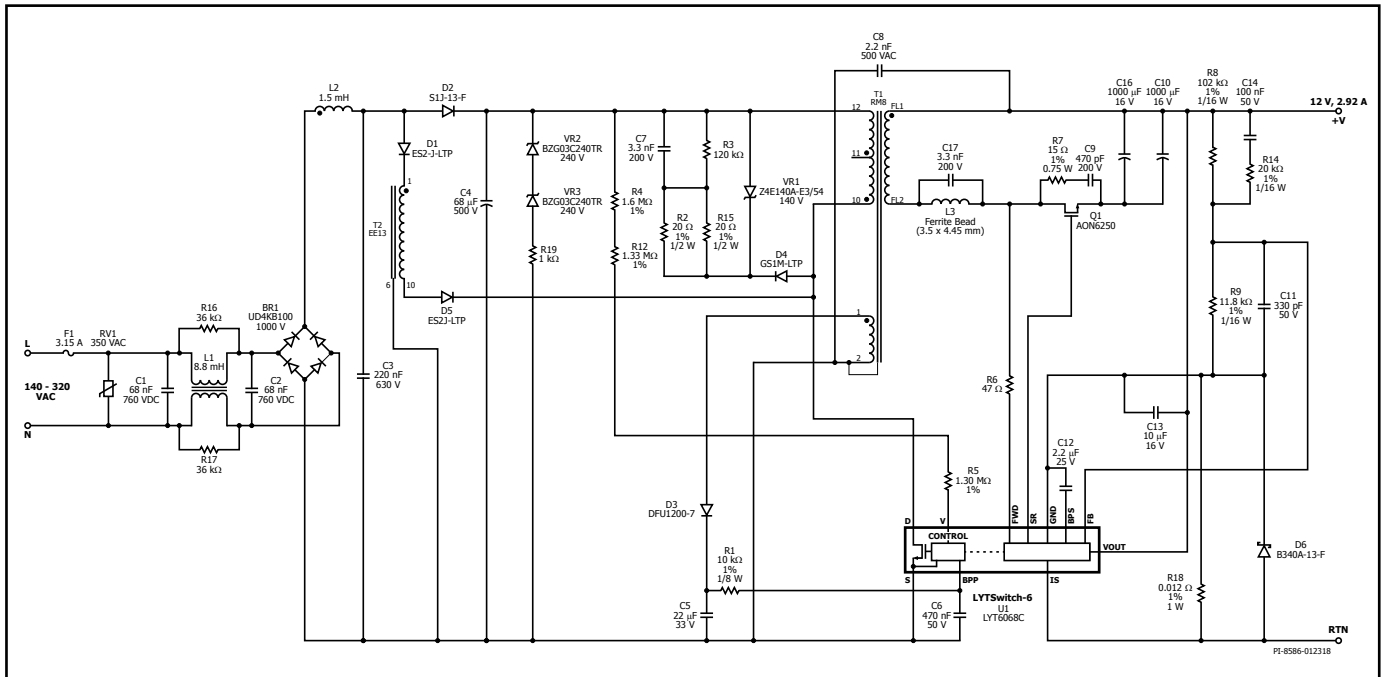 C8
2.2 nF
500 VAC
L2
1.5 mH
D2
S1J-13-F
T1
RM8
12
FL1
11
10
FL2
C16
1000 μF
16 V
C10
1000 μF
16 V
R8
102 kΩ
1%
1/16 W
C14
100 nF
50 V
12 V, 2.92 A
+V
D1
ES2-J-LTP
VR2
BZG03C240TR
240 V
C7
3.3 nF
200 V
R3
120 kΩ
C17
3.3 nF
200 V
R7
15 Ω
1%
0.75 W
C9
470 pF
200 V
R14
20 kΩ
1%
1/16 W
1
T2
EE13
6
10
C4
68 μF
500 V
VR3
BZG03C240TR
240 V
R4
1.6 MΩ
1%
VR1
Z4E140A-E3/54
140 V
L3
Ferrite Bead
(3.5 x 4.45 mm)
Q1
AON6250
R2
20 Ω
1%
1/2 W
R15
20 Ω
1%
1/2 W
R19
1 kΩ
R12
1.33 MΩ
1%
D4
GS1M-LTP
D5
ES2J-LTP
R9
11.8 kΩ
1%
1/16 W
C11
330 pF
50 V
1
2
R16
36 kΩ
BR1
UD4KB100
1000 V
F1
3.15 A
RV1
350 VAC
L
L1
8.8 mH
140 - 320
VAC
C1
68 nF
760 VDC
C2
68 nF
760 VDC
C3
220 nF
630 V
N
R17
36 kΩ
R6
47 Ω
C13
10 μF
16 V
C12
2.2 μF
25 V
R5
1.30 MΩ
1%
D3
DFU1200-7
D
V
FWD
SR
GND
BPS
FB
CONTROL
VOUT
S
BPP
IS
LYTSwitch-6
U1
LYT6068C
D6
B340A-13-F
R1
10 kΩ
1%
1/8 W
R18
0.012 Ω
1%
1 W
C5
22 μF
33 V
C6
470 nF
50 V
RTN
PI-8586-012318